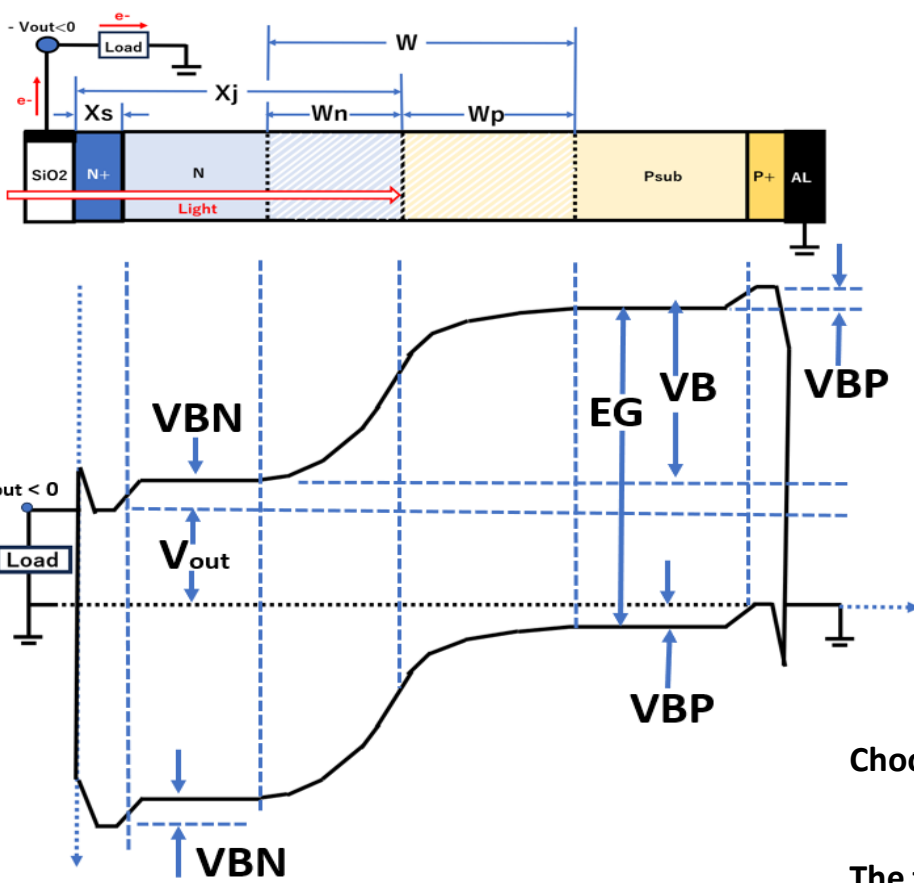 - Vout<0
e-
Load
W
e-
Xj
Xs
Wn
Wp
SiO2
N+
N
Psub
P+
AL
Light
VBN
EG
VB
VBP
out < 0
Load
Vout
VBP
VBN
Choo
The